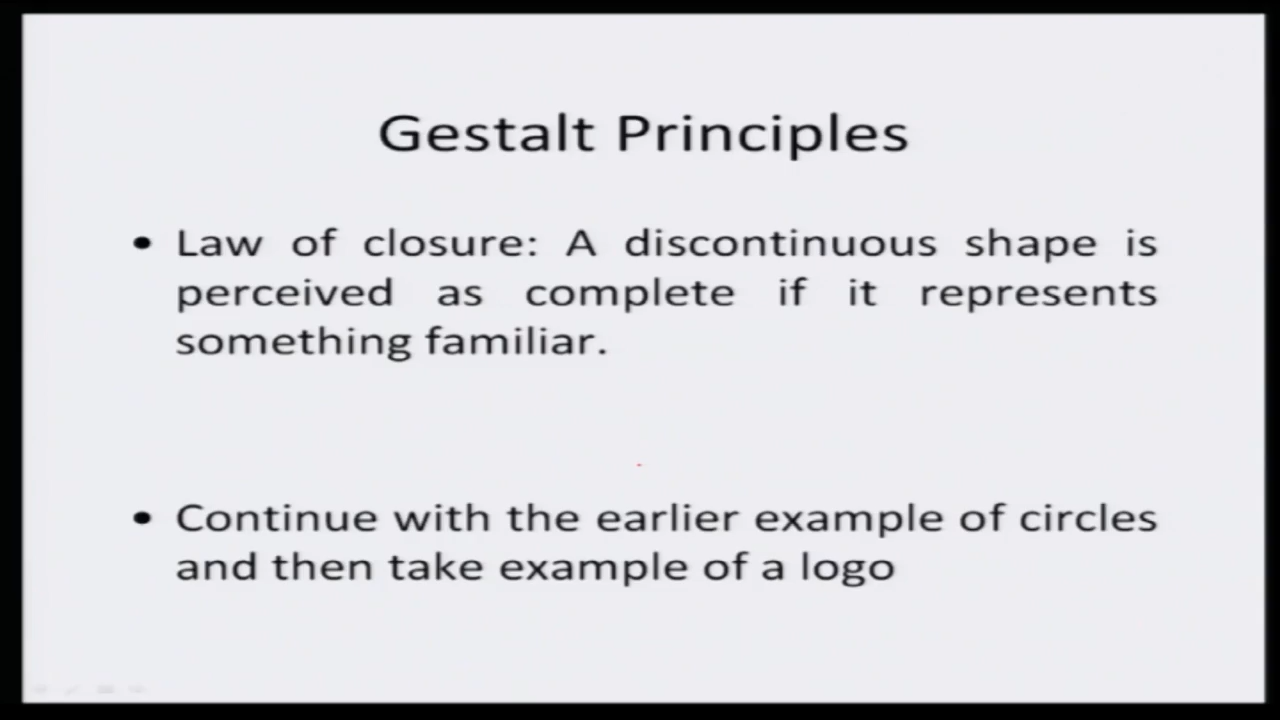 Gestalt Principles
• Law of closure: A discontinuous shape is
perceived as complete if it represents
something familiar.
• Continue with the earlier example of circles
and then take example of a logo